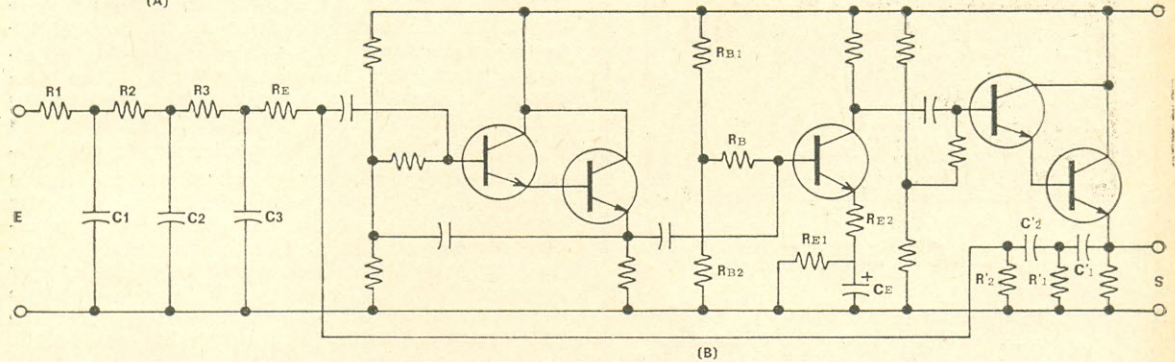 (A)
RB1
R1 R2 R3 RE
RB
E C1 C2 C3
RE2
RE1
RB2
+
CE
C'2
C'1
R'2 R'1
S
(B)